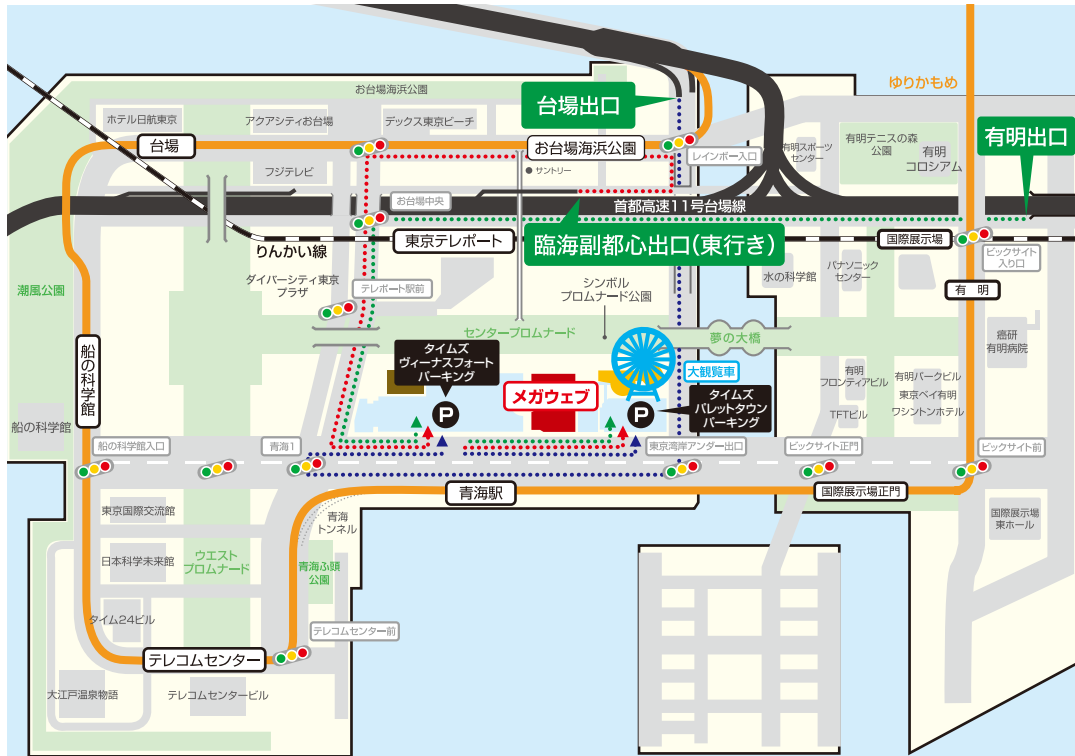 ゆりかもめ
お台場海浜公園
台場出口
ホテル日航東京
アクアシティお台場
デックス東京ビーチ
有明出口
台場
お台場海浜公園
有明スポーツ
センター
有明テニスの森
公園
有明
コロシアム
レインボー入口
フジテレビ
サントリー
お台場中央
首都高速11号台場線
りんかい線
東京テレポート
臨海副都心出口(東行き)
国際展示場
ビックサイト
入り口
ダイバーシティ東京
プラザ
テレポート駅前
シンボル
プロムナード公園
水の科学館
パナソニック
センター
有明
潮風公園
センタープロムナード
夢の大橋
癌研
有明病院
船の科学館
タイムズ
ヴィーナスフォート
パーキング
メガウェブ
大観覧車
タイムズ
パレットタウン
パーキング
P
P
有明
フロンティアビル
有明パークビル
東京ベイ有明
ワシントンホテル
TFTビル
船の科学館
船の科学館入口
青海1
東京湾岸アンダー出口
ビックサイト正門
ビックサイト前
青海駅
国際展示場正門
東京国際交流館
青海
トンネル
国際展示場
東ホール
日本科学未来館
ウエスト
プロムナード
青海ふ頭
公園
タイム24ビル
テレコムセンター前
テレコムセンター
大江戸温泉物語
テレコムセンタービル